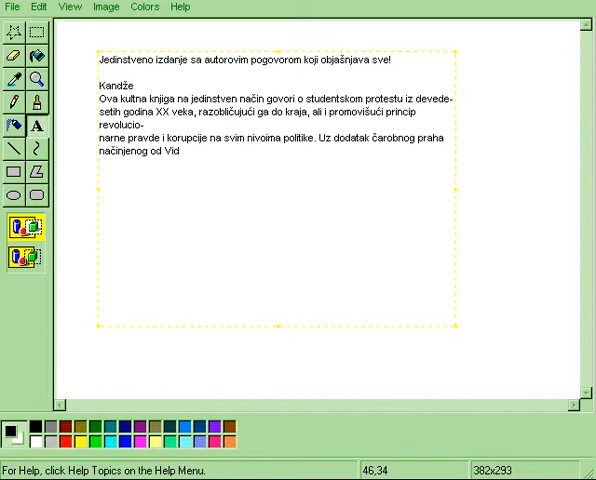 File Edit View Image Colors Help
Jedinstveno izdanje sa autorovim pogovorom koji objašnjava sve!
Kandže
Ova kultna knjiga na jedinstven način govori o studentskom protestu iz devede-
setih godina XX veka, razobličujući ga do kraja, ali i promovišući princip
revolucio-
narne pravde i korupcije na svim nivoima politike. Uz dodatak čarobnog praha
načinjenog od Vid
A
For Help, click Help Topics on the Help Menu. 46,34 382x293